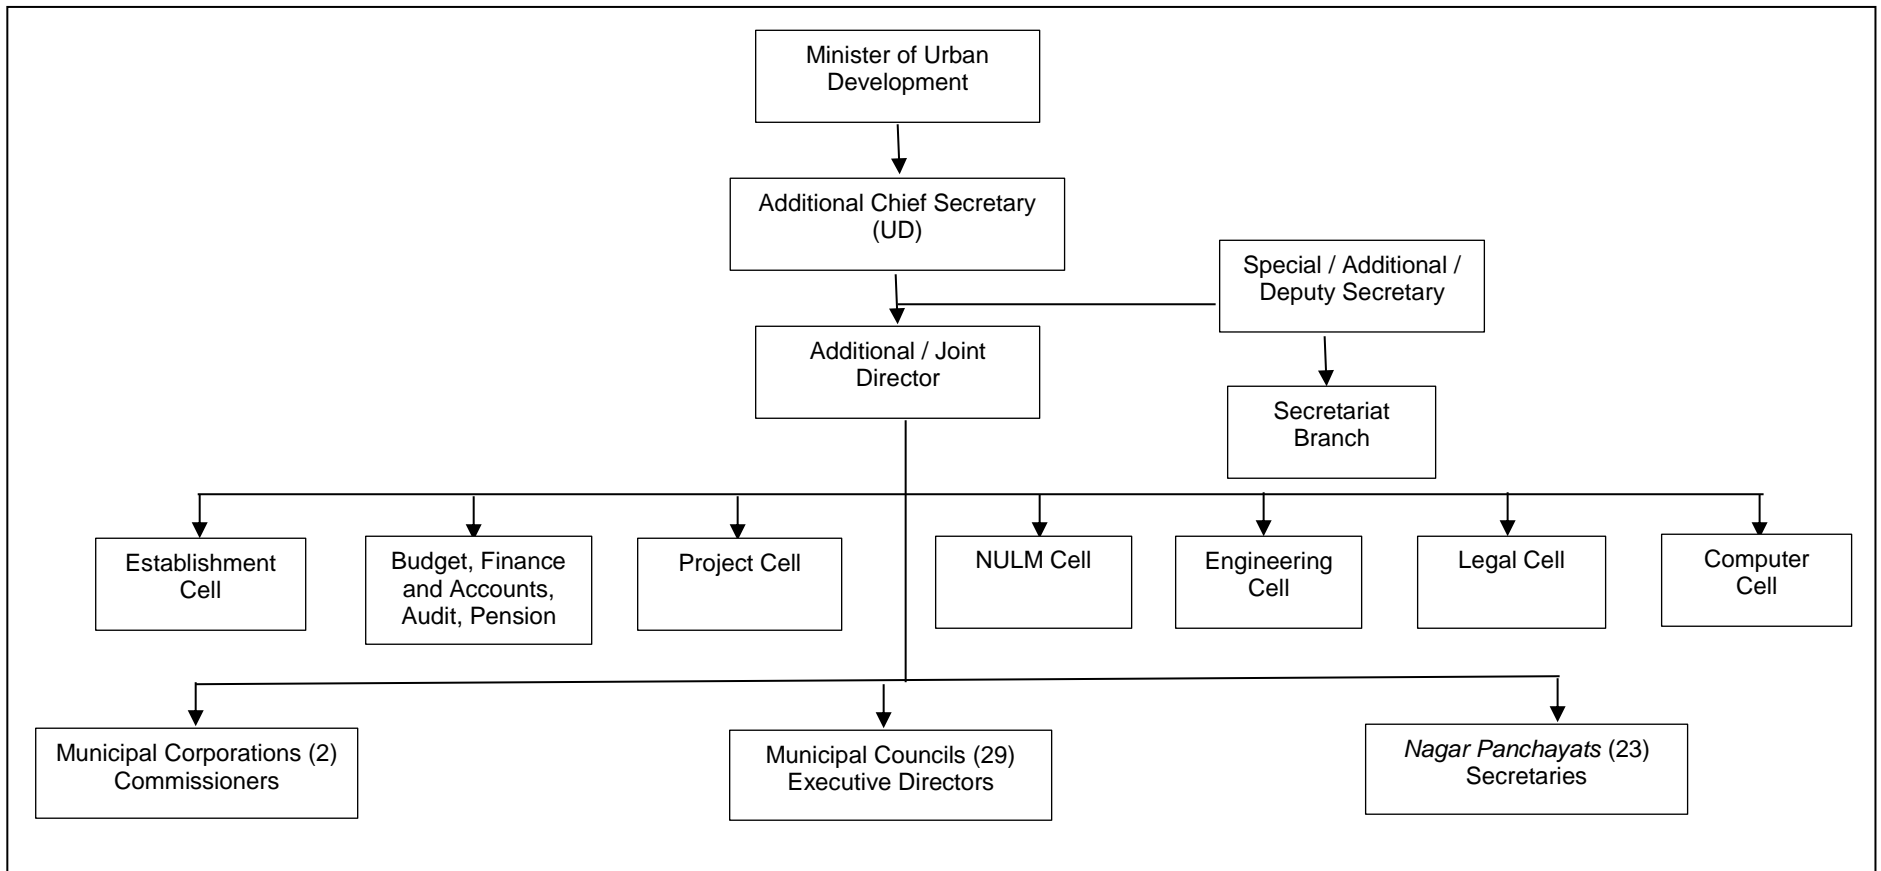 Minister of Urban
Development
Additional Chief Secretary
(UD)
Special / Additional /
Deputy Secretary
Additional / Joint
Director
Secretariat
Branch
Establishment
Cell
Budget, Finance
and Accounts,
Audit, Pension
Project Cell
NULM Cell
Engineering
Cell
Legal Cell
Computer
Cell
Municipal Corporations (2)
Commissioners
Municipal Councils (29)
Executive Directors
Nagar Panchayats (23)
Secretaries